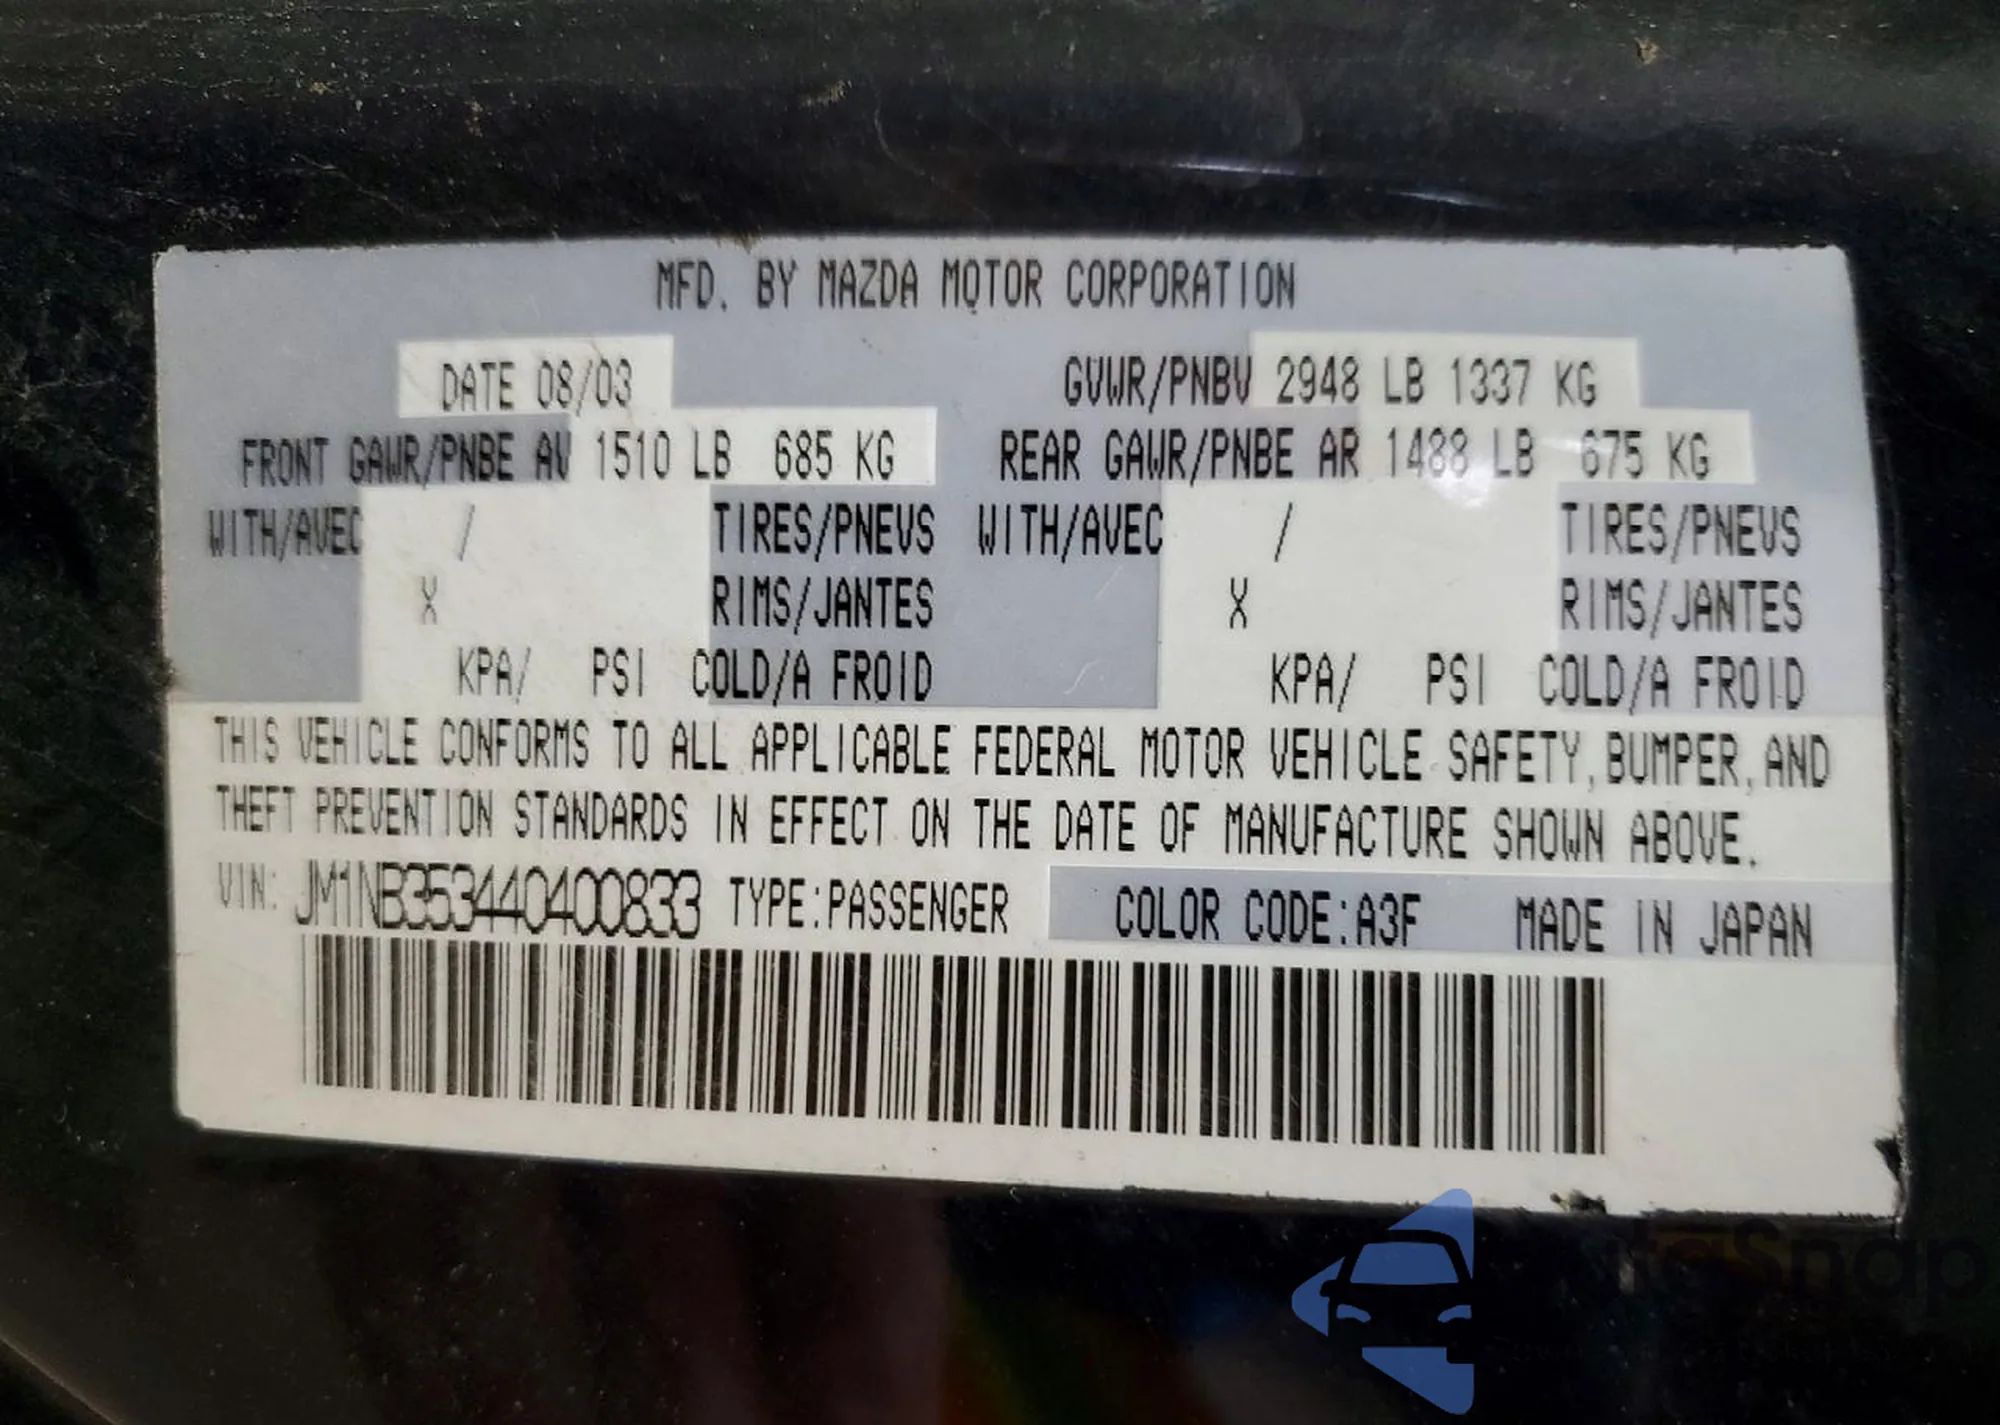 MFD. BY MAZDA MOTOR CORPORATION
DATE 08/03 GVWR/PNBV 2948 LB 1337 KG
FRONT GAWR/PNBE AV 1510 LB 685 KG REAR GAWR/PNBE AR 1488 LB 675 KG
WITH/AVEC / TIRES/PNEVS WITH/AVEC / TIRES/PNEVS
X RIMS/JANTES X RIMS/JANTES
KPA/ PSI COLD/A FROID KPA/ PSI COLD/A FROID
THIS VEHICLE CONFORMS TO ALL APPLICABLE FEDERAL MOTOR VEHICLE SAFETY, BUMPER, AND
THEFT PREVENTION STANDARDS IN EFFECT ON THE DATE OF MANUFACTURE SHOWN ABOVE.
VIN: JM1NB353440400833 TYPE:PASSENGER COLOR CODE:A3F MADE IN JAPAN